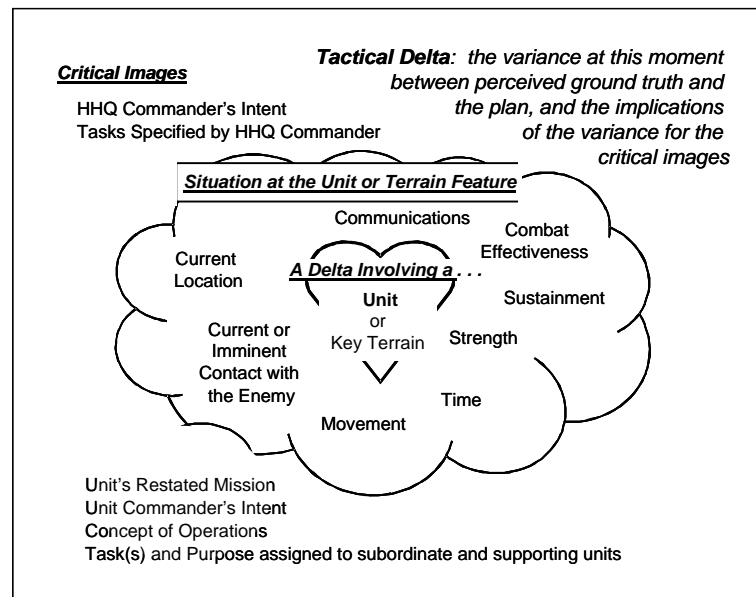 Critical Images
Tactical Delta: the variance at this moment
between perceived ground truth and
the plan, and the implications
of the variance for the
critical images
HHQ Commander's Intent
Tasks Specified by HHQ Commander
Situation at the Unit or Terrain Feature
Communications
Combat
Effectiveness
Current
Location
A Delta Involving a . . .
Sustainment
Unit
or
Key Terrain
Strength
Current or
Imminent
Contact with
the Enemy
Time
Movement
Unit's Restated Mission
Unit Commander's Intent
Concept of Operations
Task(s) and Purpose assigned to subordinate and supporting units